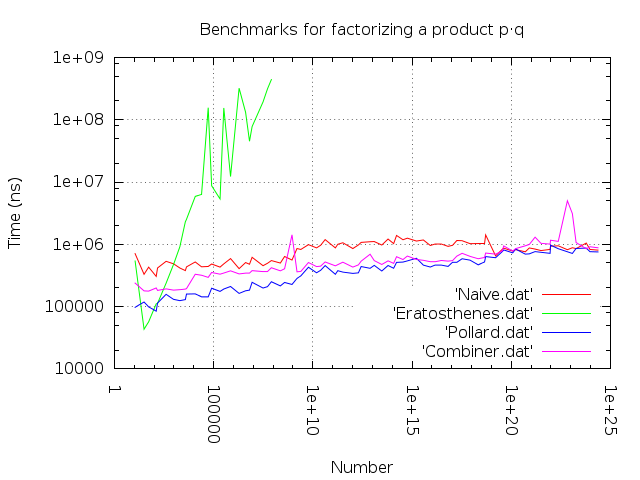 Benchmarks for factorizing a product p·q
1e+09
1e+08
1e+07
1e+06
100000
10000
Time (ns)
'Naive.dat'
'Eratosthenes.dat'
'Pollard.dat'
'Combiner.dat'
1
100000
1e+10
1e+15
1e+20
1e+25
Number